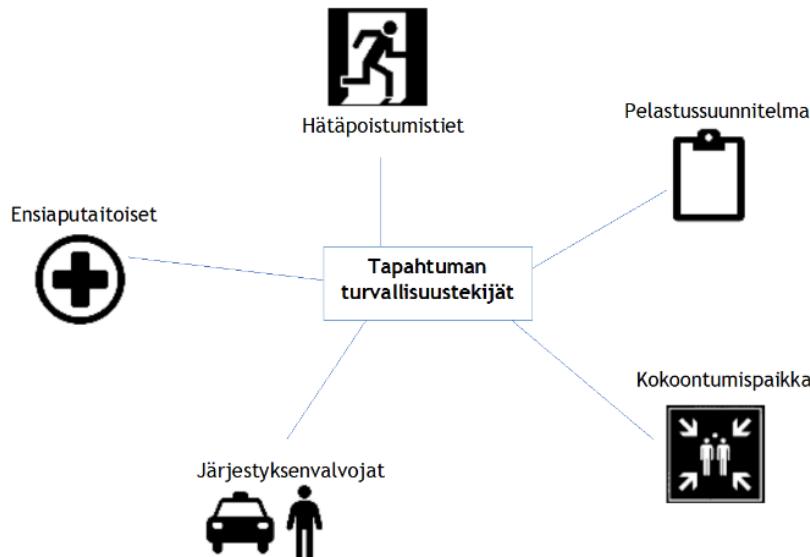 Hätäpoistumistiet
Pelastussuunnitelma
Ensiaputaitoiset
Tapahtuman
turvallisuustekijät
Kokoontumispaikka
Järjestyksenvalvojat